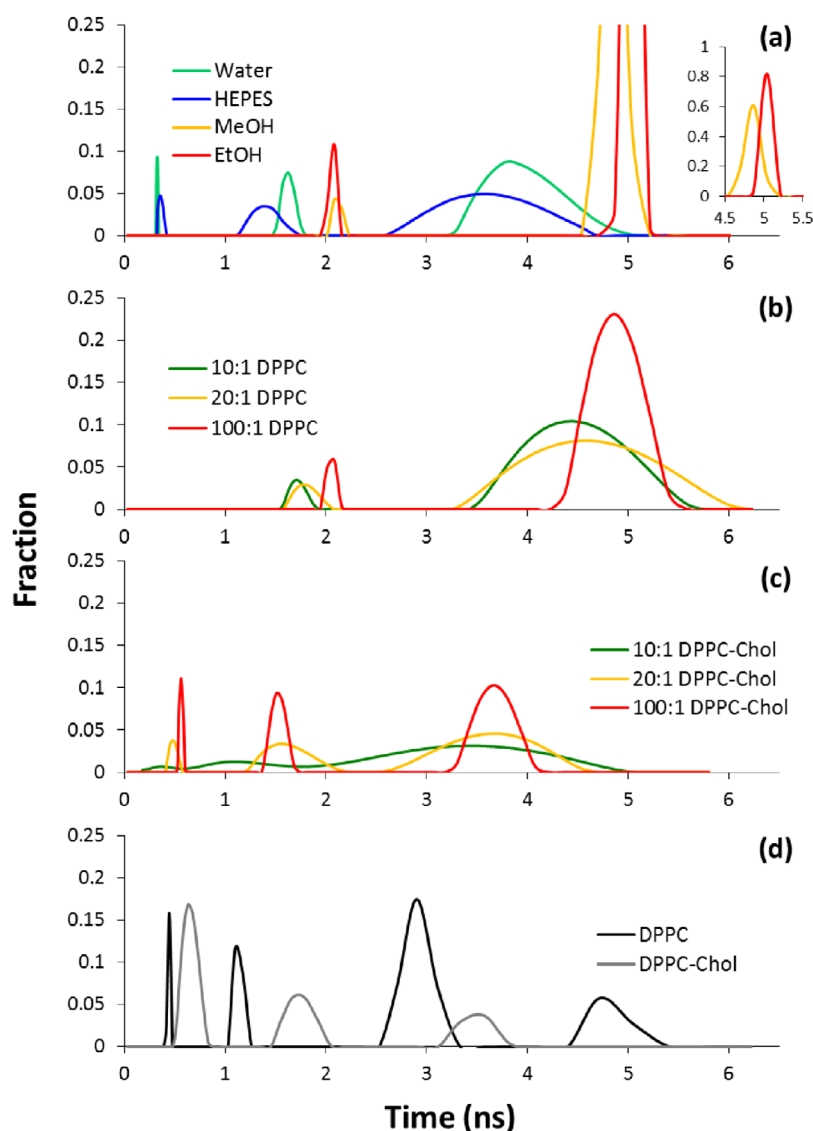 (a)
0.25
0.2
0.15
0.1
0.05
0
Water
HEPES
MeOH
EtOH
1
0.8
0.6
0.4
0.2
0
4.5 5 5.5
0 1 2 3 4 5 6
(b)
0.25
0.2
0.15
0.1
0.05
0
10:1 DPPC
20:1 DPPC
100:1 DPPC
0 1 2 3 4 5 6
Fraction
(c)
0.25
0.2
0.15
0.1
0.05
0
10:1 DPPC-Chol
20:1 DPPC-Chol
100:1 DPPC-Chol
0 1 2 3 4 5 6
(d)
0.25
0.2
0.15
0.1
0.05
0
DPPC
DPPC-Chol
0 1 2 3 4 5 6
Time (ns)